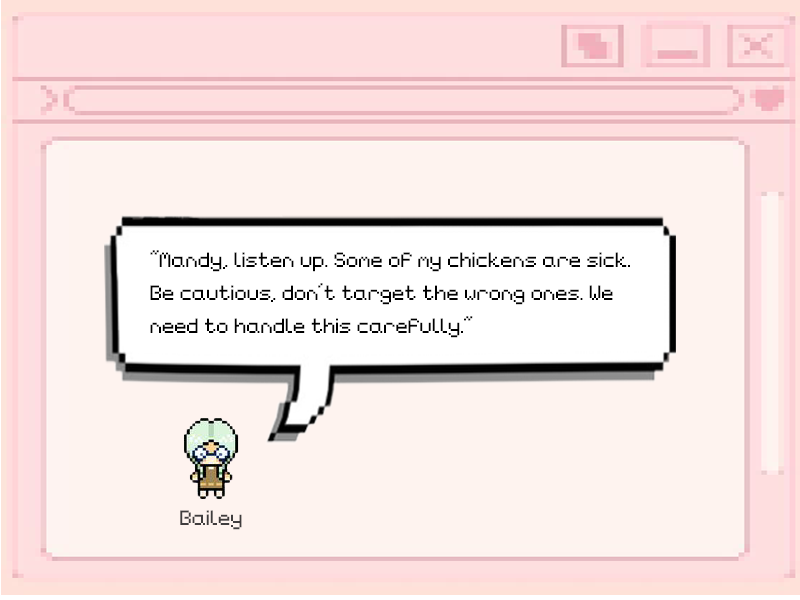 "Mandy, listen up. Some of my chickens are sick.
Be cautious, don't target the wrong ones. We
need to handle this carefully."
Bailey